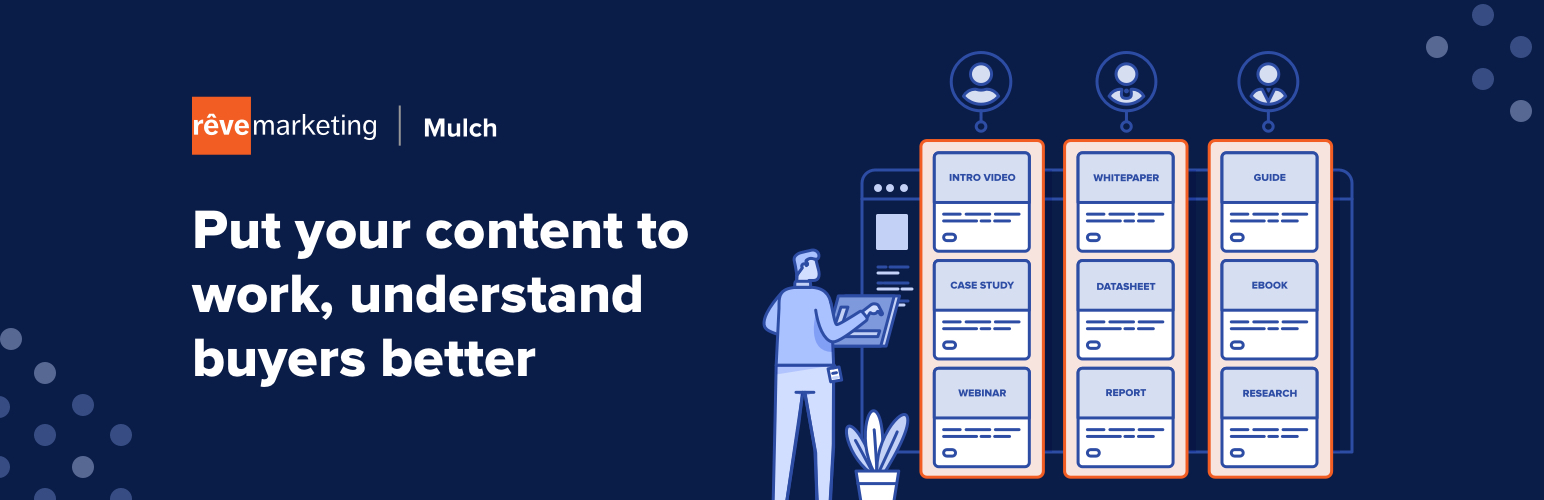 rêvemarketing | Mulch
Put your content to
work, understand
buyers better
INTRO VIDEO
CASE STUDY
WEBINAR
WHITEPAPER
DATASHEET
REPORT
GUIDE
EBOOK
RESEARCH